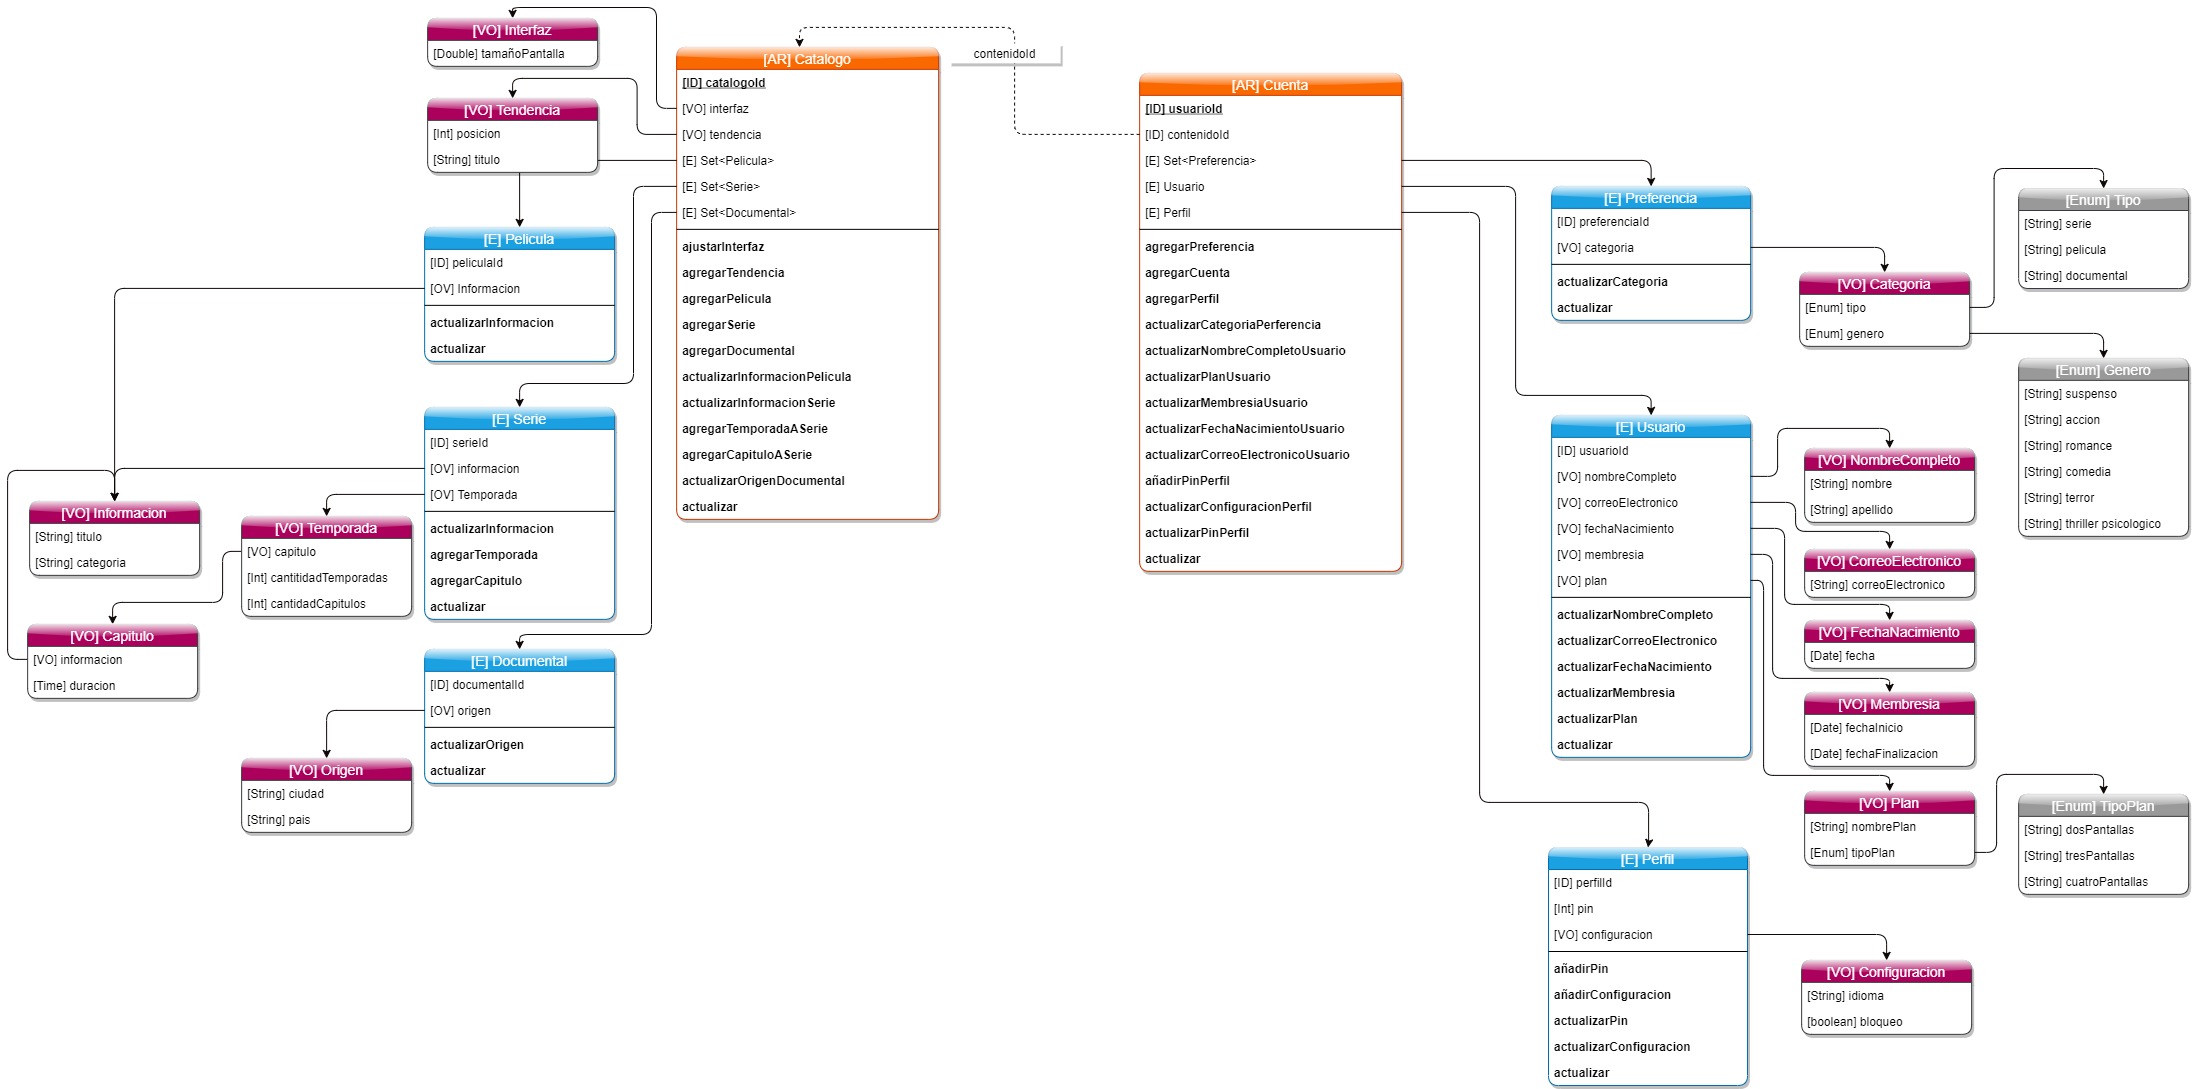 [VO] Interfaz
[Double] tamañoPantalla
[VO] Tendencia
[Int] posicion
[String] titulo
[E] Pelicula
[ID] peliculaId
[OV] Informacion
actualizarInformacion
actualizar
[E] Serie
[ID] serieId
[OV] informacion
[OV] Temporada
actualizarInformacion
agregarTemporada
agregarCapitulo
actualizar
[VO] Informacion
[String] titulo
[String] categoria
[VO] Temporada
[VO] capitulo
[Int] cantitidadTemporadas
[Int] cantidadCapitulos
[VO] Capitulo
[VO] informacion
[Time] duracion
[E] Documental
[ID] documentalId
[OV] origen
actualizarOrigen
actualizar
[VO] Origen
[String] ciudad
[String] pais
[AR] Catalogo
[ID] catalogoId
[VO] interfaz
[VO] tendencia
[E] Set<Pelicula>
[E] Set<Serie>
[E] Set<Documental>
ajustarInterfaz
agregarTendencia
agregarPelicula
agregarSerie
agregarDocumental
actualizarInformacionPelicula
actualizarInformacionSerie
agregarTemporadaASerie
agregarCapituloASerie
actualizarOrigenDocumental
actualizar
contenidoId
[AR] Cuenta
[ID] usuarioId
[ID] contenidoId
[E] Set<Preferencia>
[E] Usuario
[E] Perfil
agregarPreferencia
agregarCuenta
agregarPerfil
actualizarCategoriaPerferencia
actualizarNombreCompletoUsuario
actualizarPlanUsuario
actualizarMembresiaUsuario
actualizarFechaNacimientoUsuario
actualizarCorreoElectronicoUsuario
añadirPinPerfil
actualizarConfiguracionPerfil
actualizarPinPerfil
actualizar
[E] Preferencia
[ID] preferenciaId
[VO] categoria
actualizarCategoria
actualizar
[VO] Categoria
[Enum] tipo
[Enum] genero
[Enum] Tipo
[String] serie
[String] pelicula
[String] documental
[Enum] Genero
[String] suspenso
[String] accion
[String] romance
[String] comedia
[String] terror
[String] thriller psicologico
[E] Usuario
[ID] usuarioId
[VO] nombreCompleto
[VO] correoElectronico
[VO] fechaNacimiento
[VO] membresia
[VO] plan
actualizarNombreCompleto
actualizarCorreoElectronico
actualizarFechaNacimiento
actualizarMembresia
actualizarPlan
actualizar
[VO] NombreCompleto
[String] nombre
[String] apellido
[VO] CorreoElectronico
[String] correoElectronico
[VO] FechaNacimiento
[Date] fecha
[VO] Membresia
[Date] fechaInicio
[Date] fechaFinalizacion
[VO] Plan
[String] nombrePlan
[Enum] tipoPlan
[Enum] TipoPlan
[String] dosPantallas
[String] tresPantallas
[String] cuatroPantallas
[E] Perfil
[ID] perfilId
[Int] pin
[VO] configuracion
añadirPin
añadirConfiguracion
actualizarPin
actualizarConfiguracion
actualizar
[VO] Configuracion
[String] idioma
[boolean] bloqueo